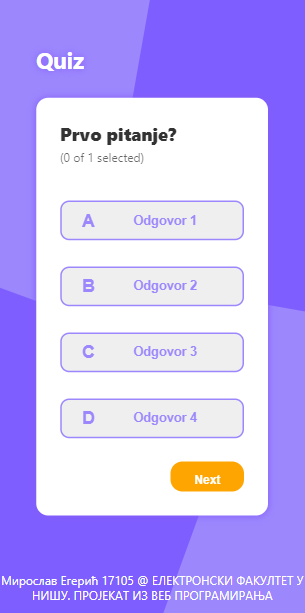 Quiz
Prvo pitanje?
(0 of 1 selected)
A Odgovor 1
B Odgovor 2
C Odgovor 3
D Odgovor 4
Next
Мирослав Егерић 17105 @ ЕЛЕКТРОНСКИ ФАКУЛТЕТ У
НИШУ. ПРОЈЕКАТ ИЗ ВЕБ ПРОГРАМИРАЊА